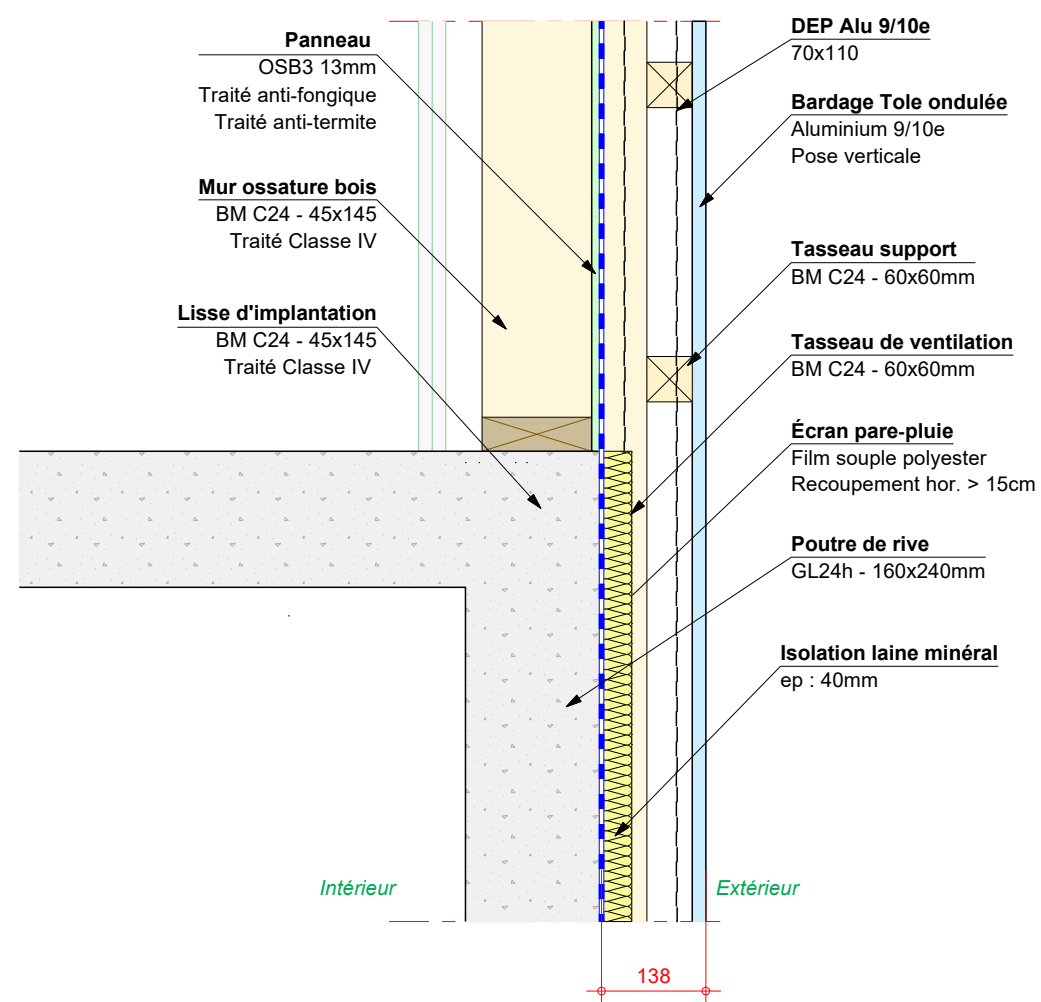 Panneau
OSB3 13mm
Traité anti-fongique
Traité anti-termite
Mur ossature bois
BM C24 - 45x145
Traité Classe IV
Lisse d'implantation
BM C24 - 45x145
Traité Classe IV
DEP Alu 9/10e
70x110
Bardage Tole ondulée
Aluminium 9/10e
Pose verticale
Tasseau support
BM C24 - 60x60mm
Tasseau de ventilation
BM C24 - 60x60mm
Écran pare-pluie
Film souple polyester
Recoupement hor. > 15cm
Poutre de rive
GL24h - 160x240mm
Isolation laine minéral
ep : 40mm
Intérieur
Extérieur
138